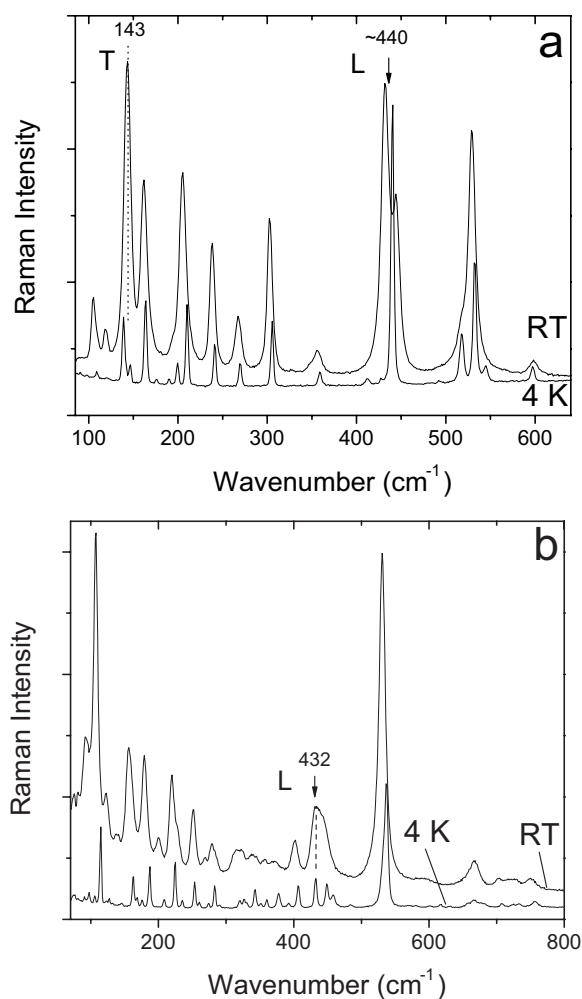 143
~440
a
T
L
RT
4 K
Raman Intensity
100 200 300 400 500 600
Wavenumber (cm⁻¹)
b
432
L
4 K
RT
Raman Intensity
200 400 600 800
Wavenumber (cm⁻¹)